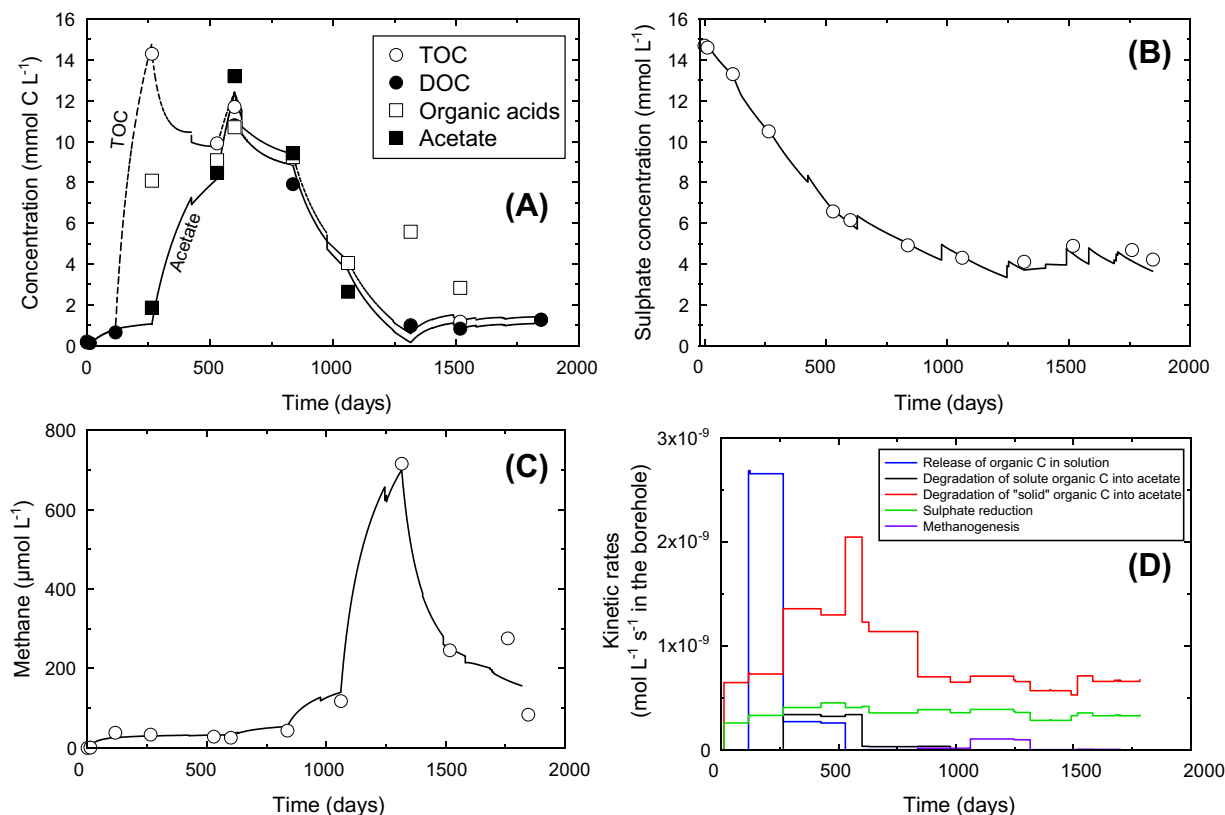 16
14
12
10
8
6
4
2
0
Concentration (mmol C L-1)
TOC
Acetate
TOC
DOC
Organic acids
Acetate
(A)
0 500 1000 1500 2000
Time (days)
16
14
12
10
8
6
4
2
0
Sulphate concentration (mmol L-1)
(B)
0 500 1000 1500 2000
Time (days)
800
600
400
200
0
Methane (µmol L-1)
(C)
0 500 1000 1500 2000
Time (days)
3x10-9
2x10-9
1x10-9
0
Kinetic rates
(mol L-1 s-1 in the borehole)
Release of organic C in solution
Degradation of solute organic C into acetate
Degradation of "solid" organic C into acetate
Sulphate reduction
Methanogenesis
(D)
0 500 1000 1500 2000
Time (days)